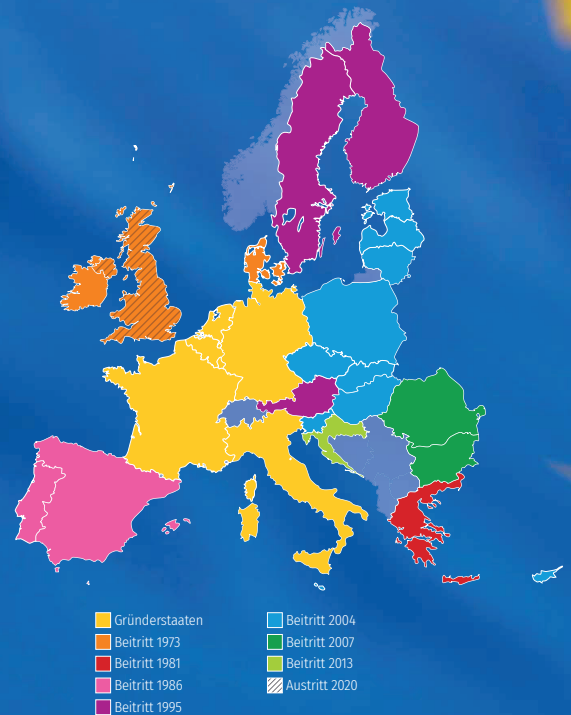 Gründerstaaten
Beitritt 1973
Beitritt 1981
Beitritt 1986
Beitritt 1995
Beitritt 2004
Beitritt 2007
Beitritt 2013
Austritt 2020